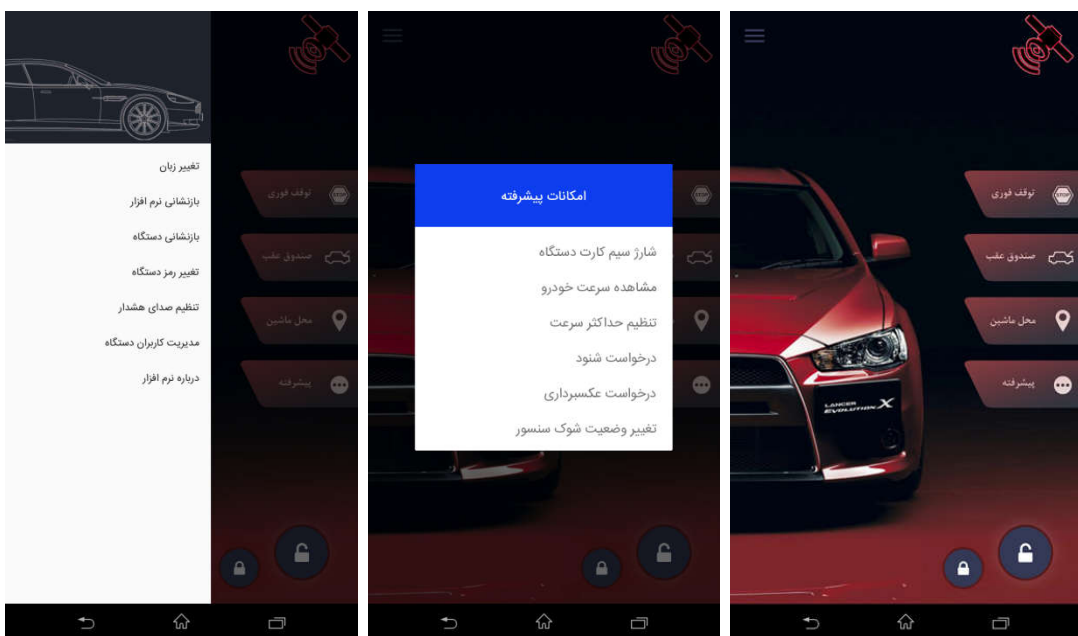 تغییر زبان
بازنشانی نرم افزار
بازنشانی دستگاه
تغییر رمز دستگاه
تنظیم صدای هشدار
مدیریت کاربران دستگاه
درباره نرم افزار
توقف فوری
صندوق عقب
محل ماشین
پیشرفته
امکانات پیشرفته
شارژ سیم کارت دستگاه
مشاهده سرعت خودرو
تنظیم حداکثر سرعت
درخواست شنود
درخواست عکسبرداری
تغییر وضعیت شوک سنسور
STOP
توقف فوری
صندوق عقب
محل ماشین
پیشرفته
LANCER
EVOLUTION X